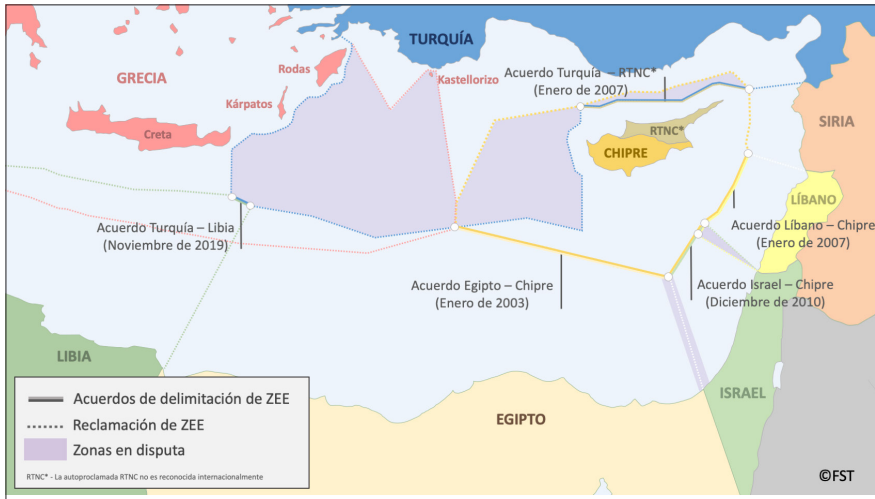 TURQUÍA
GRECIA
Rodas
Kastellorizo
Acuerdo Turquía – RTNC*
(Enero de 2007)
Kárpatos
Creta
RTNC*
CHIPRE
SIRIA
LÍBANO
Acuerdo Turquía – Libia
(Noviembre de 2019)
Acuerdo Líbano – Chipre
(Enero de 2007)
Acuerdo Egipto – Chipre
(Enero de 2003)
Acuerdo Israel – Chipre
(Diciembre de 2010)
LIBIA
ISRAEL
EGIPTO
Acuerdos de delimitación de ZEE
Reclamación de ZEE
Zonas en disputa
RTNC* - La autoproclamada RTNC no es reconocida internacionalmente
©FST